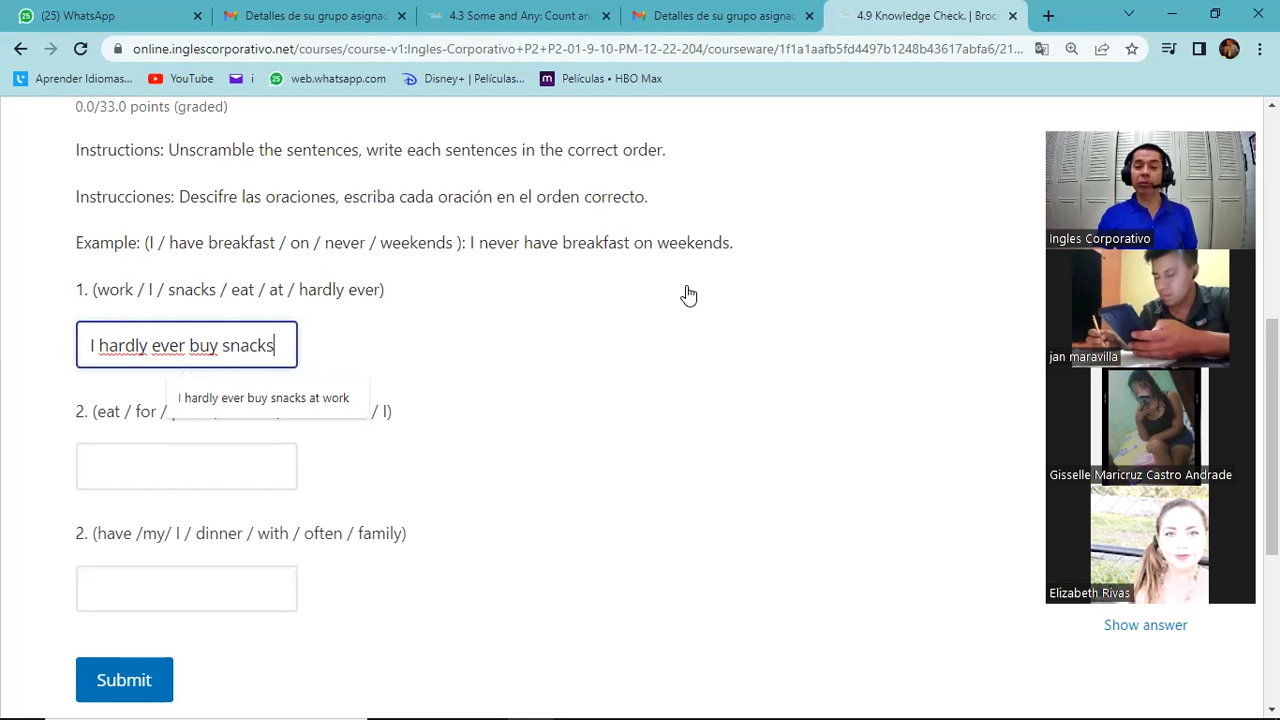 (25) WhatsApp
Detalles de su grupo asignac
4.3 Some and Any: Count an
Detalles de su grupo asignac
4.9 Knowledge Check. | Broc
online.inglescorporativo.net/courses/course-v1:Ingles-Corporativo+P2+P2-01-9-10-PM-12-22-204/courseware/1f1a1aafb5fd4497b1248b43617abfa6/21...
Aprender Idiomas...
YouTube
i
25
web.whatsapp.com
Disney+ | Películas,...
m
Películas • HBO Max
0.0/33.0 points (graded)
Instructions: Unscramble the sentences, write each sentences in the correct order.
Instrucciones: Descifre las oraciones, escriba cada oración en el orden correcto.
Example: (I / have breakfast / on / never / weekends ): I never have breakfast on weekends.
1. (work / I / snacks / eat / at / hardly ever)
I hardly ever buy snacks
I hardly ever buy snacks at work
2. (eat / for / / I)
2. (have /my/ I / dinner / with / often / family)
Submit
Ingles Corporativo
jan maravilla
Gisselle Maricruz Castro Andrade
Elizabeth Rivas
Show answer